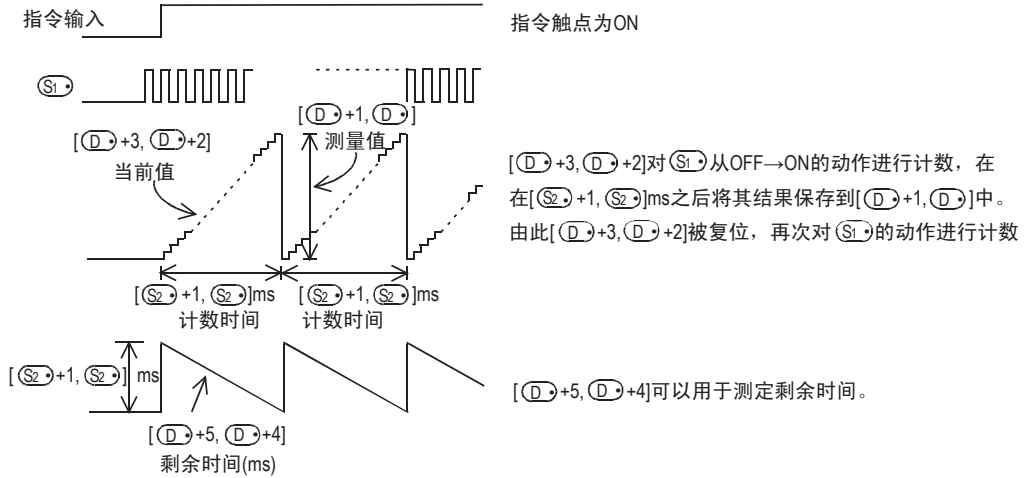 指令输入
指令触点为ON
S1•
[D• +1, D•]
测量值
[D• +3, D•+2]
当前值
[D• +3, D• +2]对S1•从OFF→ON的动作进行计数，在
在[S2• +1, S2•]ms之后将其结果保存到[D• +1, D•]中。
由此[D•+3, D• +2]被复位，再次对S1•的动作进行计数
[S2• +1, S2•]ms
计数时间
[S2• +1, S2•]ms
计数时间
[S2•+1, S2•] ms
[D•+5, D•+4]可以用于测定剩余时间。
[D•+5, D•+4]
剩余时间(ms)